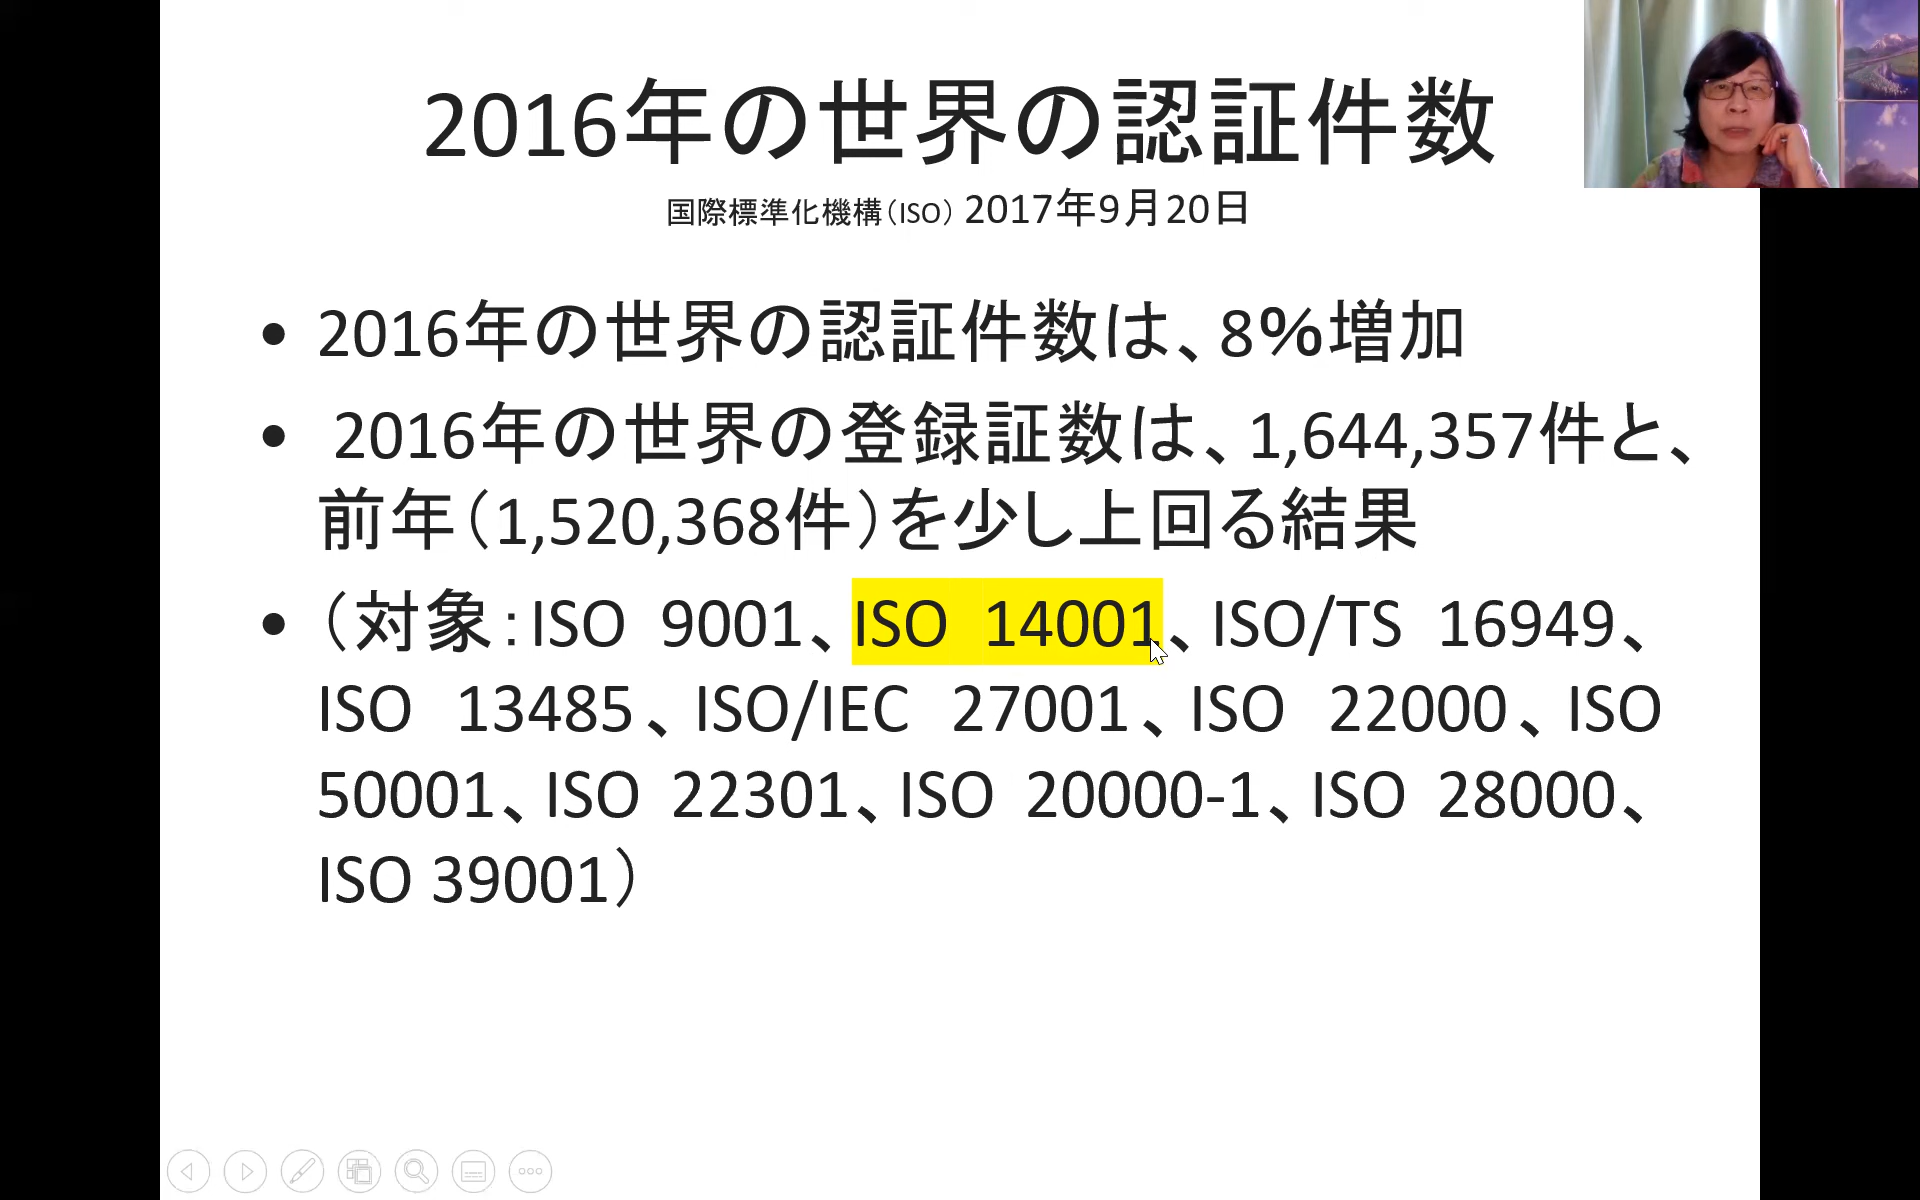 2016年の世界の認証件数
国際標準化機構（ISO）2017年9月20日
• 2016年の世界の認証件数は、8％増加
• 2016年の世界の登録証数は、1,644,357件と、
前年（1,520,368件）を少し上回る結果
• （対象：ISO 9001、ISO 14001、ISO/TS 16949、
ISO 13485、ISO/IEC 27001、ISO 22000、ISO
50001、ISO 22301、ISO 20000-1、ISO 28000、
ISO 39001）